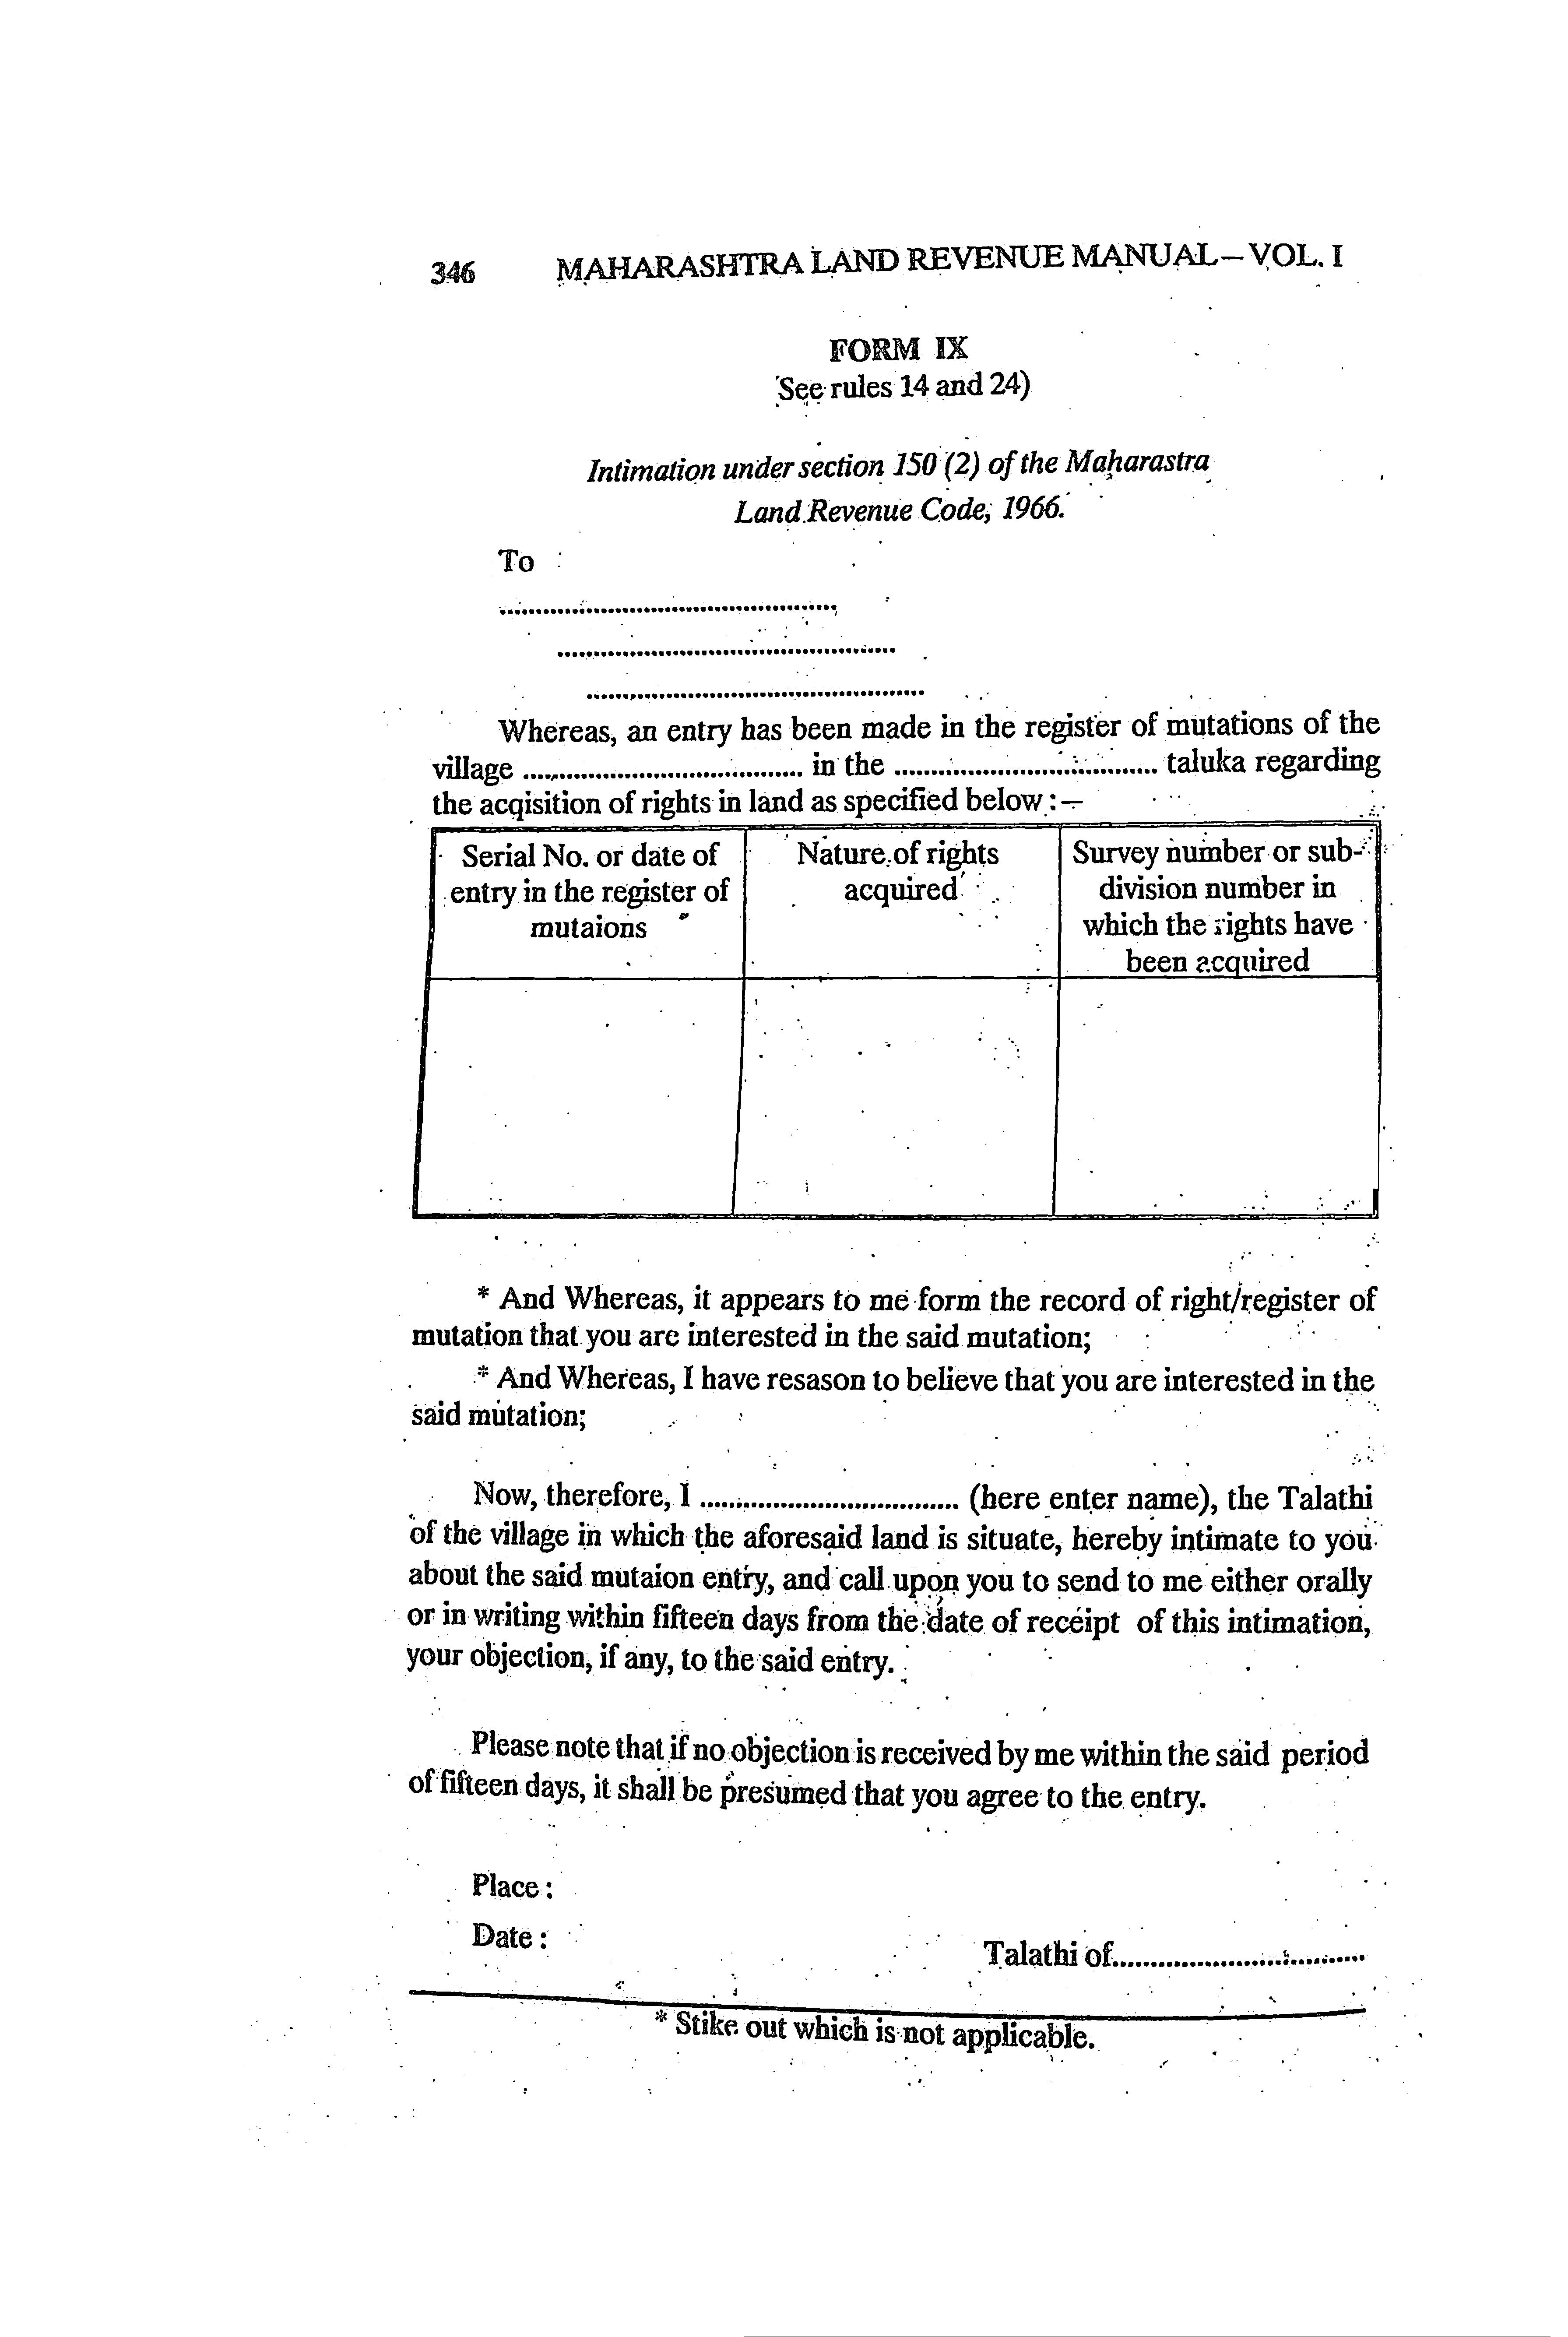 346 MAHARASHTRA LAND REVENUE MANUAL—VOL. I
FORM IX
See rules 14 and 24)
Intimation under section 150 (2) of the Maharastra
Land Revenue Code, 1966.
To
..............................................
..............................................
..............................................
Whereas, an entry has been made in the register of mutations of the
village ...................................... in the .................................... taluka regarding
the acqisition of rights in land as specified below :—
Serial No. or date of
entry in the register of
mutaions
Nature of rights
acquired
Survey number or sub-
division number in
which the rights have
been acquired
* And Whereas, it appears to me form the record of right/register of
mutation that you are interested in the said mutation;
* And Whereas, I have resason to believe that you are interested in the
said mutation;
Now, therefore, I ................................... (here enter name), the Talathi
of the village in which the aforesaid land is situate, hereby intimate to you
about the said mutaion entry, and call upon you to send to me either orally
or in writing within fifteen days from the date of receipt of this intimation,
your objection, if any, to the said entry.
Please note that if no objection is received by me within the said period
of fifteen days, it shall be presumed that you agree to the entry.
Place :
Date :
Talathi of..................................
* Stike out which is not applicable.